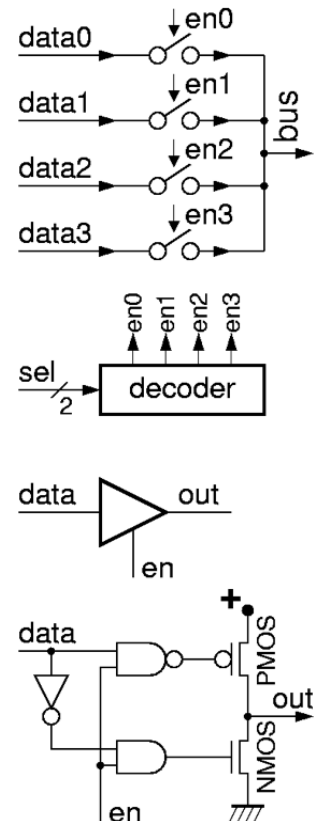 en0
data0
en1
data1
bus
en2
data2
en3
data3
en0 en1 en2 en3
sel
2
decoder
data out
en
+
data
PMOS
out
NMOS
en